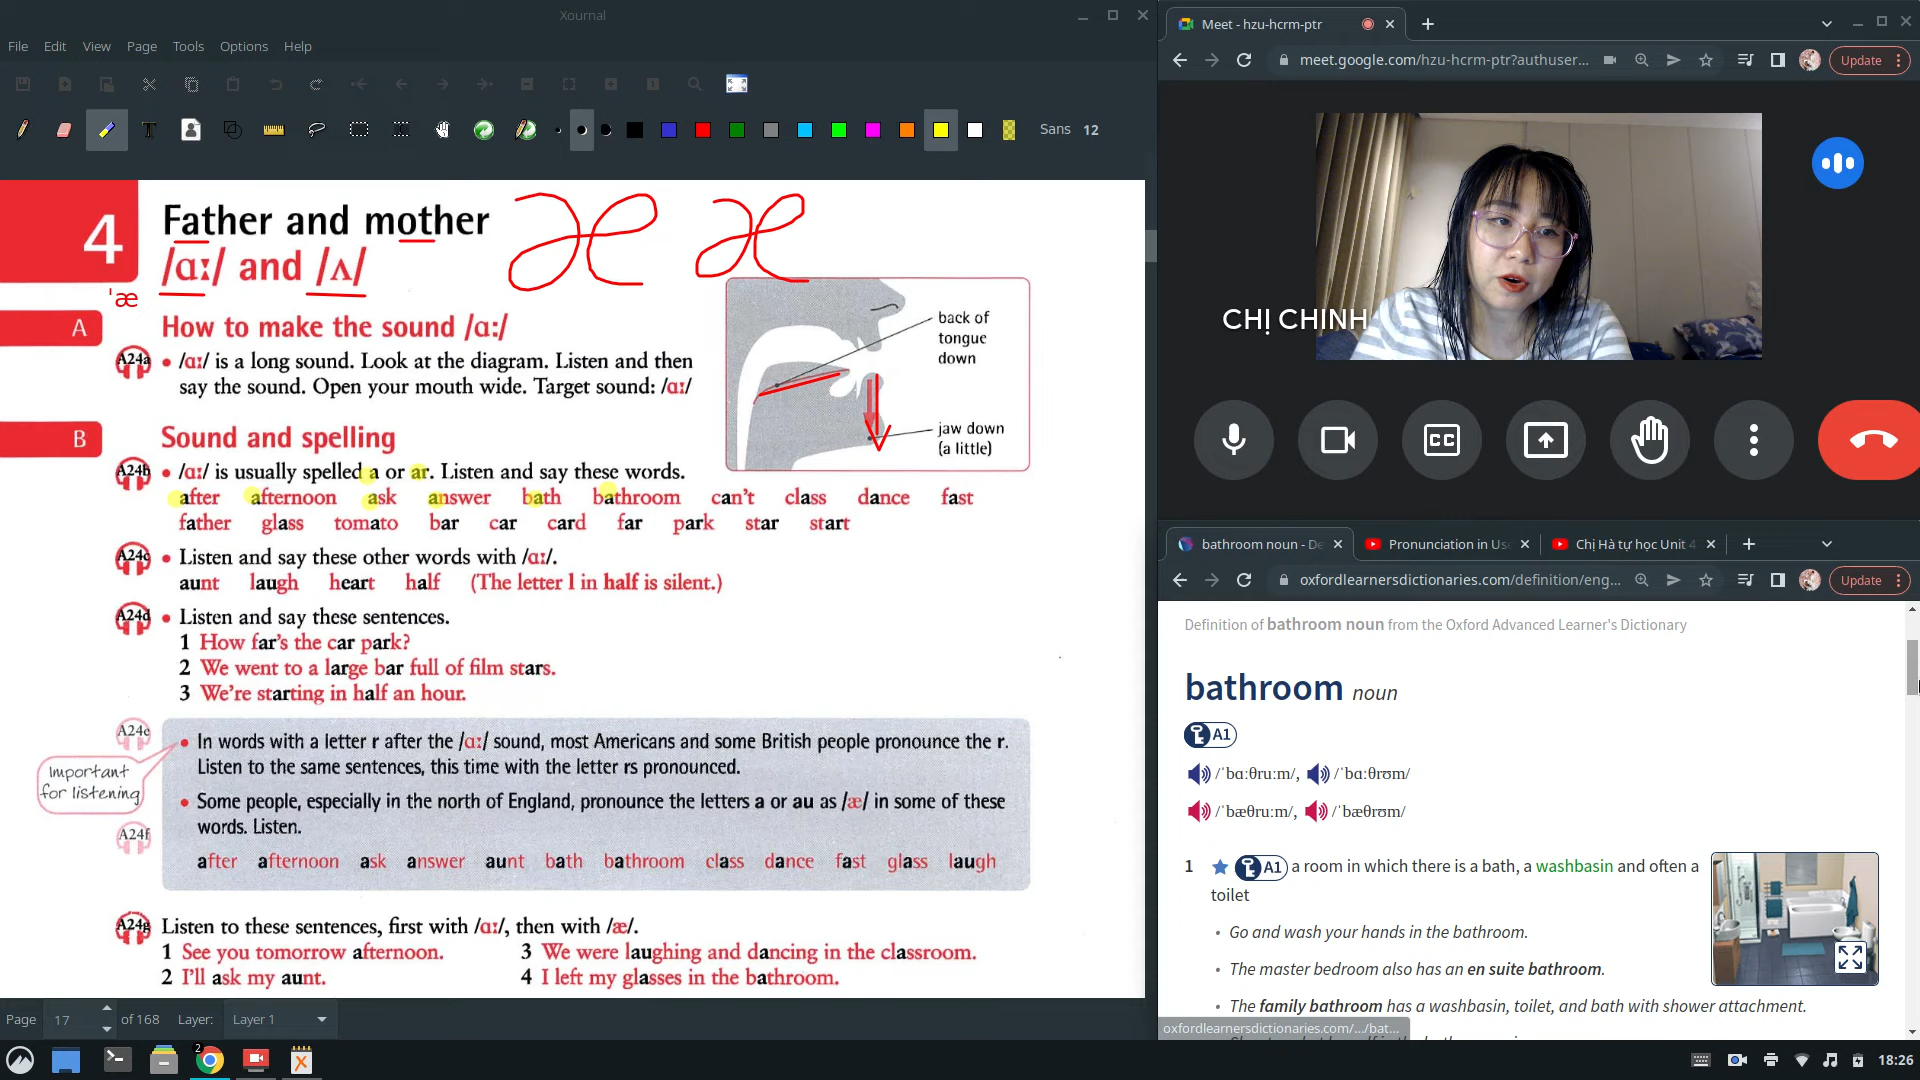 Xournal
File Edit View Page Tools Options Help
Sans 12
4
Father and mother
/ɑː/ and /ʌ/
æ æ
ˈæ
A
How to make the sound /ɑː/
A24a
• /ɑː/ is a long sound. Look at the diagram. Listen and then
say the sound. Open your mouth wide. Target sound: /ɑː/
back of
tongue
down
jaw down
(a little)
B
Sound and spelling
A24b
• /ɑː/ is usually spelled a or ar. Listen and say these words.
after afternoon ask answer bath bathroom can't class dance fast
father glass tomato bar car card far park star start
A24c
• Listen and say these other words with /ɑː/.
aunt laugh heart half (The letter l in half is silent.)
A24d
• Listen and say these sentences.
1 How far's the car park?
2 We went to a large bar full of film stars.
3 We're starting in half an hour.
A24e
Important
for listening
• In words with a letter r after the /ɑː/ sound, most Americans and some British people pronounce the r.
Listen to the same sentences, this time with the letter rs pronounced.
• Some people, especially in the north of England, pronounce the letters a or au as /æ/ in some of these
words. Listen.
A24f
after afternoon ask answer aunt bath bathroom class dance fast glass laugh
A24g
Listen to these sentences, first with /ɑː/, then with /æ/.
1 See you tomorrow afternoon.
2 I'll ask my aunt.
3 We were laughing and dancing in the classroom.
4 I left my glasses in the bathroom.
Page 17 of 168 Layer: Layer 1
Meet - hzu-hcrm-ptr
meet.google.com/hzu-hcrm-ptr?authuser...
Update
CHỊ CHINH
CC
bathroom noun - De
Pronunciation in Use
Chị Hà tự học Unit 4
oxfordlearnersdictionaries.com/definition/eng...
Update
Definition of bathroom noun from the Oxford Advanced Learner's Dictionary
bathroom noun
A1
/ˈbɑːθruːm/, /ˈbɑːθrʊm/
/ˈbæθruːm/, /ˈbæθrʊm/
1 A1 a room in which there is a bath, a washbasin and often a
toilet
• Go and wash your hands in the bathroom.
• The master bedroom also has an en suite bathroom.
• The family bathroom has a washbasin, toilet, and bath with shower attachment.
oxfordlearnersdictionaries.com/.../bat...
2
18:26